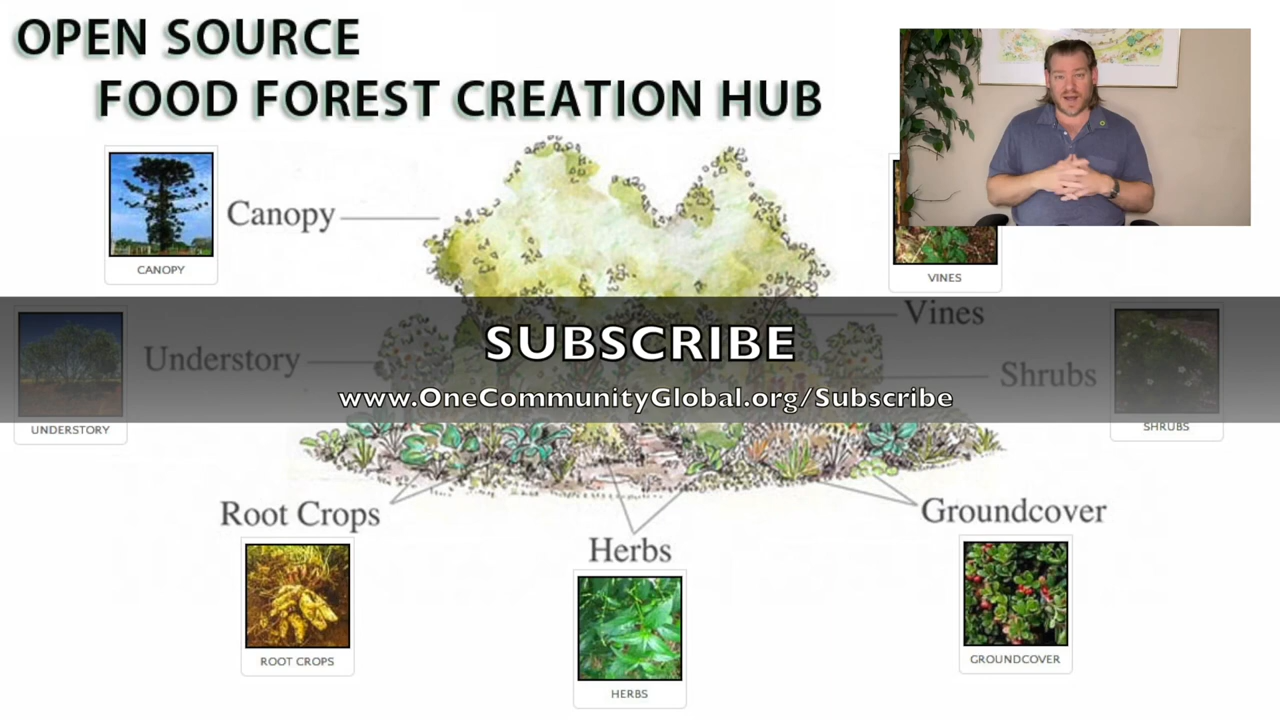 OPEN SOURCE
FOOD FOREST CREATION HUB
CANOPY
Canopy
VINES
Vines
SUBSCRIBE
www.OneCommunityGlobal.org/Subscribe
Understory
UNDERSTORY
Shrubs
SHRUBS
Root Crops
ROOT CROPS
Herbs
HERBS
Groundcover
GROUNDCOVER